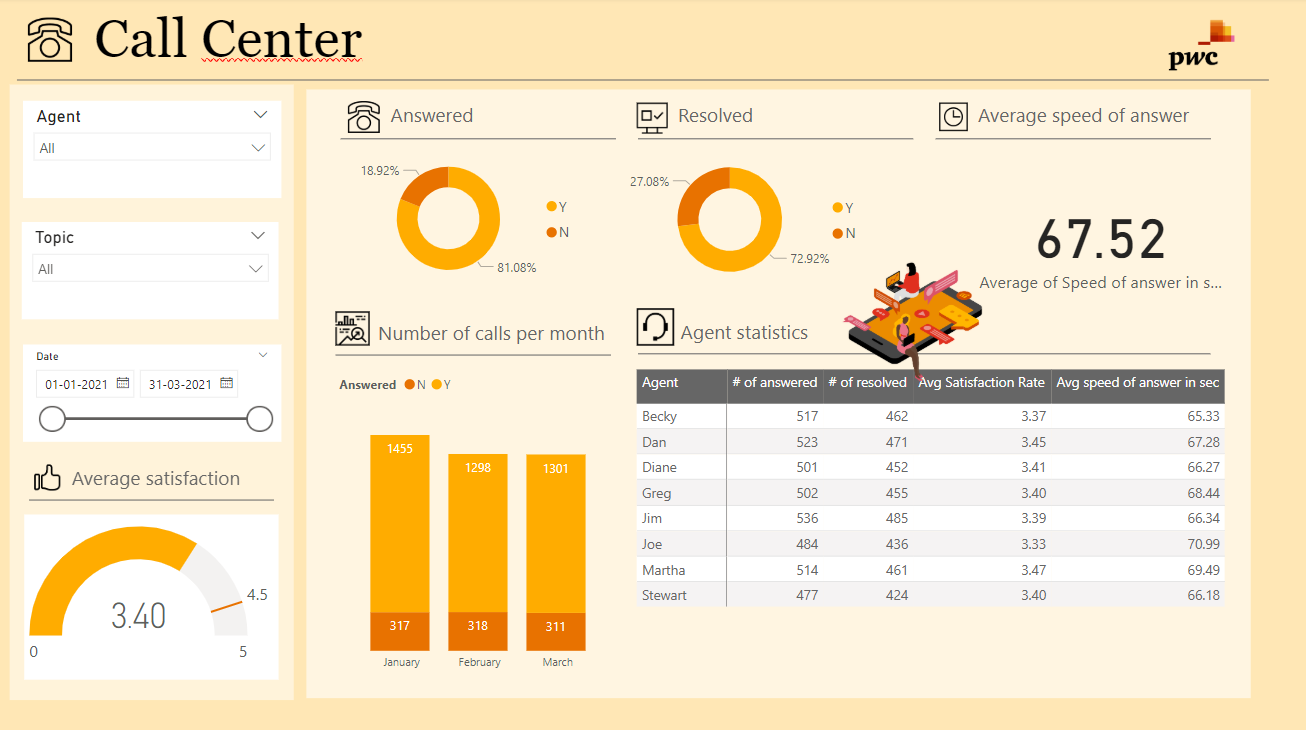 Call Center
pwc
Agent
All
Topic
All
Date
01-01-2021 31-03-2021
Average satisfaction
3.40
4.5
0 5
Answered
18.92%
Y
N
81.08%
Resolved
27.08%
Y
N
72.92%
Average speed of answer
67.52
Average of Speed of answer in s...
Number of calls per month
Answered N Y
1455 1298 1301
317 318 311
January February March
Agent statistics
Agent # of answered # of resolved Avg Satisfaction Rate Avg speed of answer in sec
Becky 517 462 3.37 65.33
Dan 523 471 3.45 67.28
Diane 501 452 3.41 66.27
Greg 502 455 3.40 68.44
Jim 536 485 3.39 66.34
Joe 484 436 3.33 70.99
Martha 514 461 3.47 69.49
Stewart 477 424 3.40 66.18